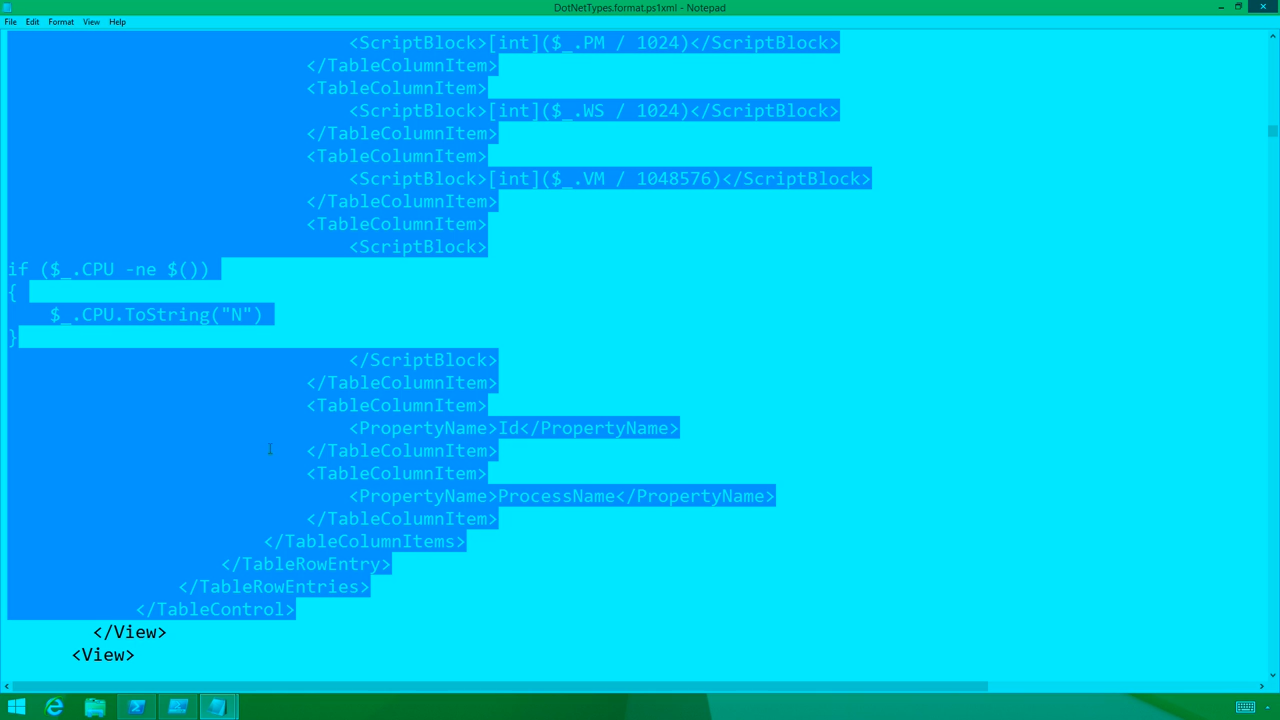 DotNetTypes.format.ps1xml - Notepad
File Edit Format View Help
<ScriptBlock>[int]($_.PM / 1024)</ScriptBlock>
</TableColumnItem>
<TableColumnItem>
<ScriptBlock>[int]($_.WS / 1024)</ScriptBlock>
</TableColumnItem>
<TableColumnItem>
<ScriptBlock>[int]($_.VM / 1048576)</ScriptBlock>
</TableColumnItem>
<TableColumnItem>
<ScriptBlock>
if ($_.CPU -ne $())
{
$_.CPU.ToString("N")
}
</ScriptBlock>
</TableColumnItem>
<TableColumnItem>
<PropertyName>Id</PropertyName>
</TableColumnItem>
<TableColumnItem>
<PropertyName>ProcessName</PropertyName>
</TableColumnItem>
</TableColumnItems>
</TableRowEntry>
</TableRowEntries>
</TableControl>
</View>
<View>